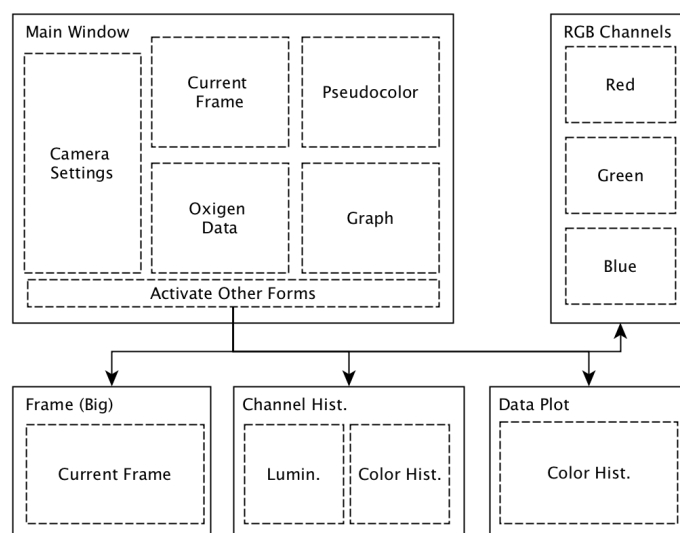 Main Window
Camera
Settings
Current
Frame
Pseudocolor
Oxigen
Data
Graph
Activate Other Forms
RGB Channels
Red
Green
Blue
Frame (Big)
Current Frame
Channel Hist.
Lumin.
Color Hist.
Data Plot
Color Hist.